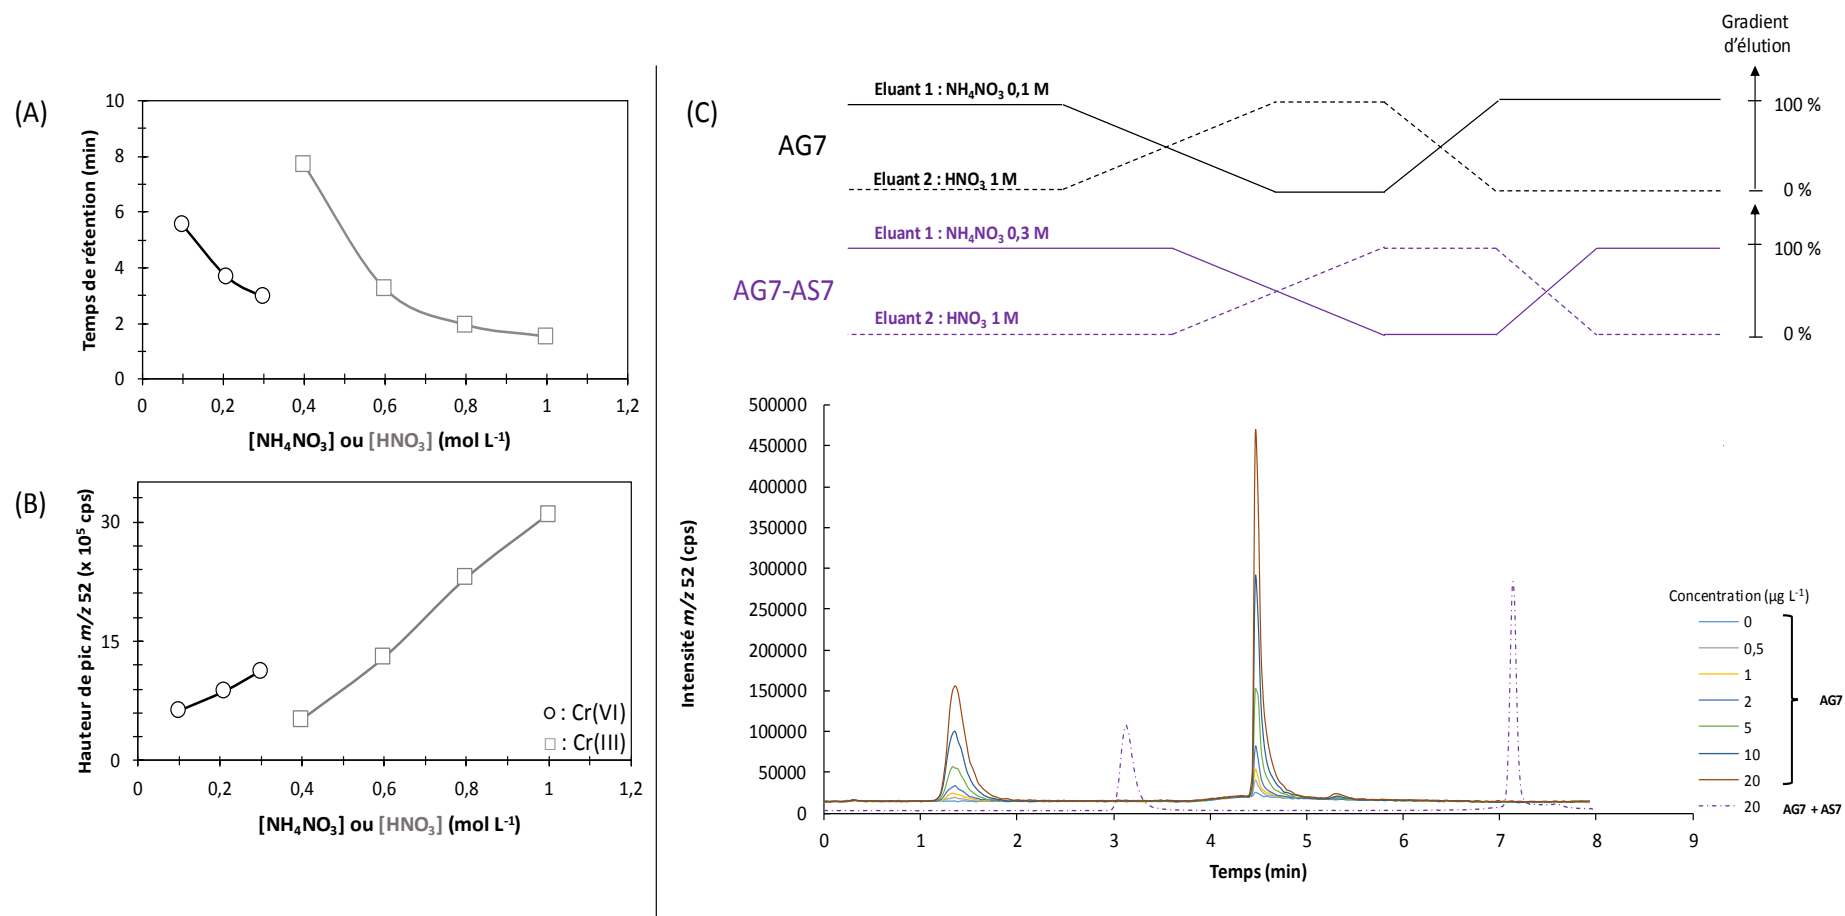 (A)
Temps de rétention (min)
10
8
6
4
2
0
0
0,2
0,4
0,6
0,8
1
1,2
[NH₄NO₃] ou [HNO₃] (mol L⁻¹)
(B)
Hauteur de pic m/z 52 (x 10⁵ cps)
30
15
0
0
0,2
0,4
0,6
0,8
1
1,2
: Cr(VI)
: Cr(III)
[NH₄NO₃] ou [HNO₃] (mol L⁻¹)
(C)
Gradient
d'élution
AG7
Eluant 1 : NH₄NO₃ 0,1 M
Eluant 2 : HNO₃ 1 M
100 %
0 %
AG7-AS7
Eluant 1 : NH₄NO₃ 0,3 M
Eluant 2 : HNO₃ 1 M
100 %
0 %
Intensité m/z 52 (cps)
500000
450000
400000
350000
300000
250000
200000
150000
100000
50000
0
0
1
2
3
4
5
6
7
8
9
Temps (min)
Concentration (µg L⁻¹)
0
0,5
1
2
5
10
20
AG7
20
AG7 + AS7